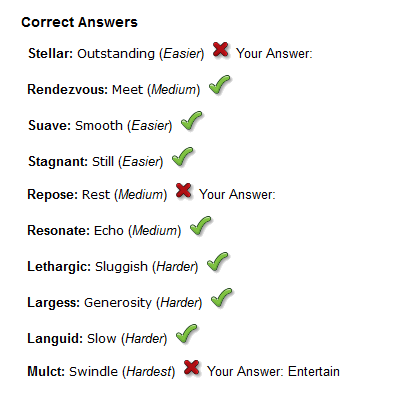 Correct Answers
Stellar: Outstanding (Easier) Your Answer:
Rendezvous: Meet (Medium)
Suave: Smooth (Easier)
Stagnant: Still (Easier)
Repose: Rest (Medium) Your Answer:
Resonate: Echo (Medium)
Lethargic: Sluggish (Harder)
Largess: Generosity (Harder)
Languid: Slow (Harder)
Mulct: Swindle (Hardest) Your Answer: Entertain